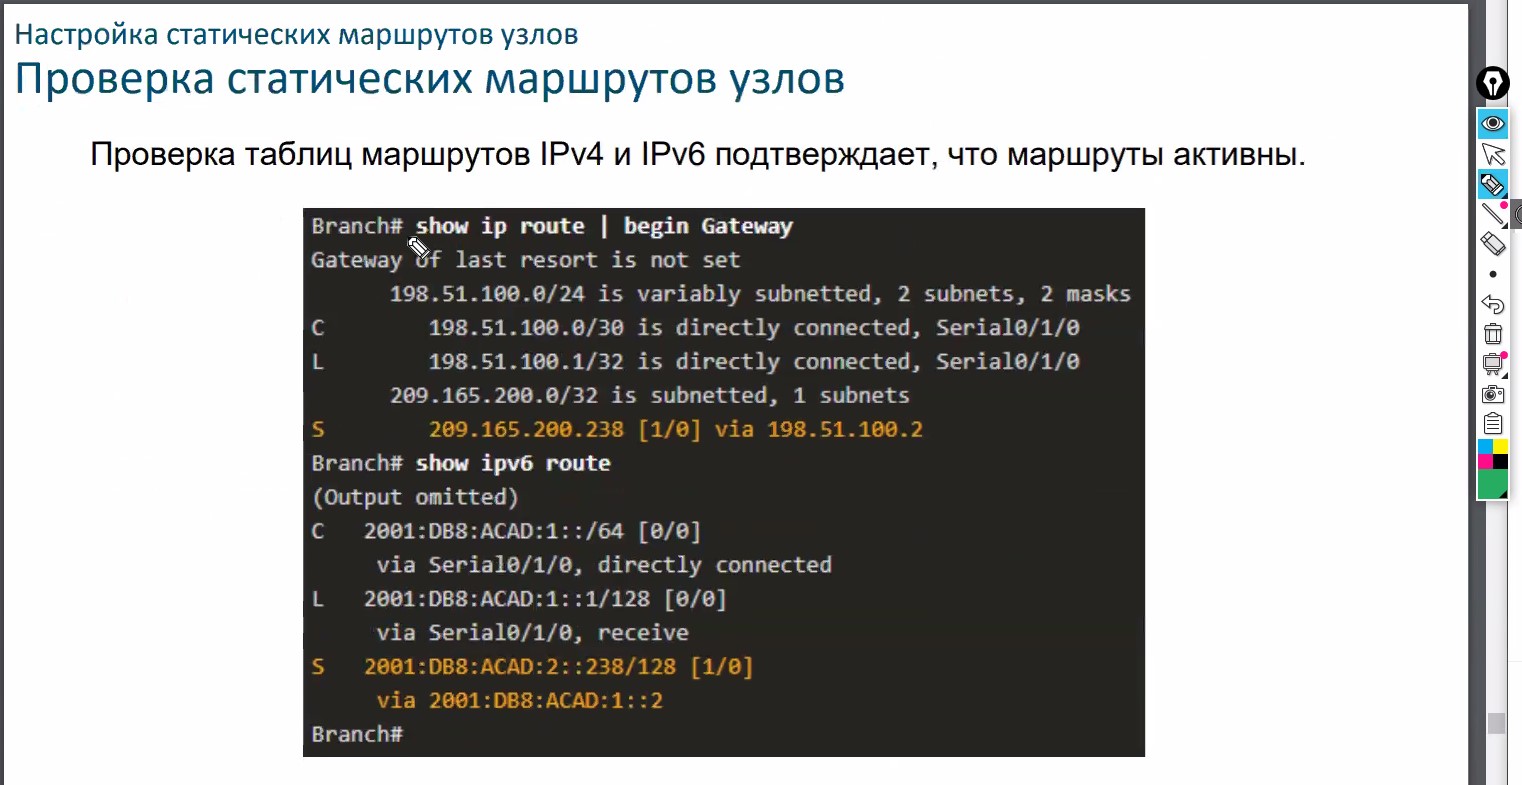 Настройка статических маршрутов узлов
Проверка статических маршрутов узлов
Проверка таблиц маршрутов IPv4 и IPv6 подтверждает, что маршруты активны.
Branch# show ip route | begin Gateway
Gateway of last resort is not set
198.51.100.0/24 is variably subnetted, 2 subnets, 2 masks
C 198.51.100.0/30 is directly connected, Serial0/1/0
L 198.51.100.1/32 is directly connected, Serial0/1/0
209.165.200.0/32 is subnetted, 1 subnets
S 209.165.200.238 [1/0] via 198.51.100.2
Branch# show ipv6 route
(Output omitted)
C 2001:DB8:ACAD:1::/64 [0/0]
via Serial0/1/0, directly connected
L 2001:DB8:ACAD:1::1/128 [0/0]
via Serial0/1/0, receive
S 2001:DB8:ACAD:2::238/128 [1/0]
via 2001:DB8:ACAD:1::2
Branch#